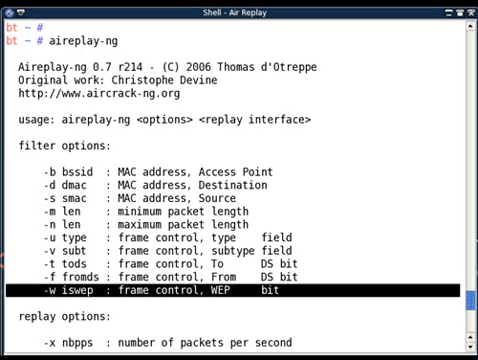 Shell - Air Replay
bt ~ #
bt ~ # aireplay-ng
Aireplay-ng 0.7 r214 - (C) 2006 Thomas d'Otreppe
Original work: Christophe Devine
http://www.aircrack-ng.org
usage: aireplay-ng <options> <replay interface>
filter options:
-b bssid : MAC address, Access Point
-d dmac : MAC address, Destination
-s smac : MAC address, Source
-m len : minimum packet length
-n len : maximum packet length
-u type : frame control, type field
-v subt : frame control, subtype field
-t tods : frame control, To DS bit
-f fromds : frame control, From DS bit
-w iswep : frame control, WEP bit
replay options:
-x nbpps : number of packets per second